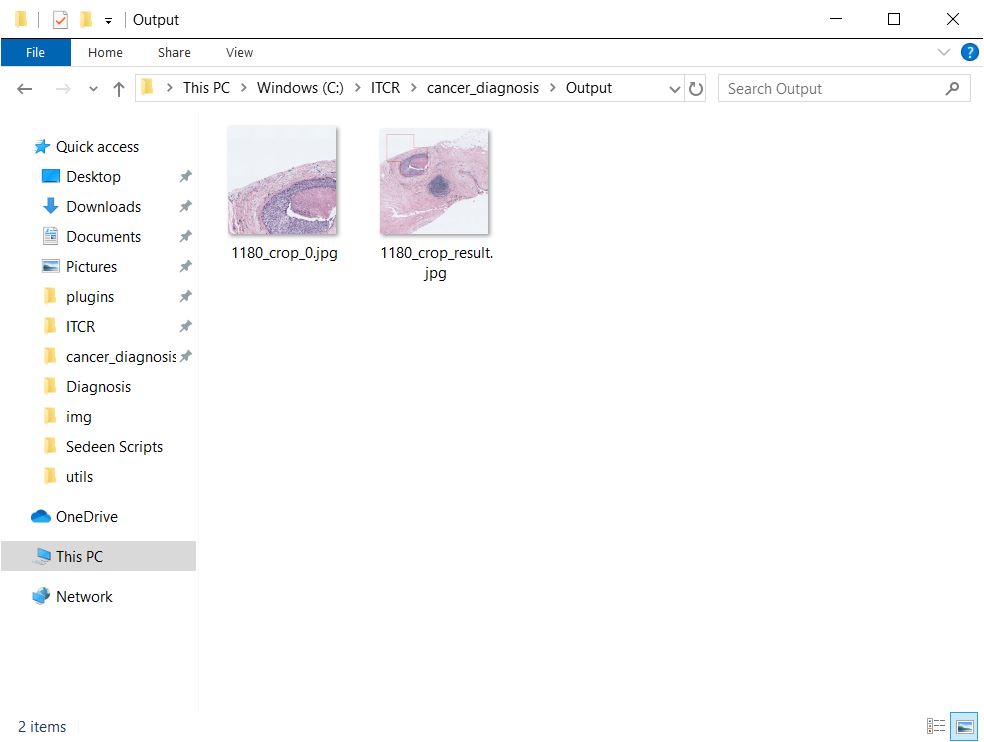 Output
File Home Share View
This PC Windows (C:) ITCR cancer_diagnosis Output
Search Output
Quick access
Desktop
Downloads
Documents
Pictures
plugins
ITCR
cancer_diagnosis
Diagnosis
img
Sedeen Scripts
utils
OneDrive
This PC
Network
1180_crop_0.jpg
1180_crop_result.
jpg
2 items